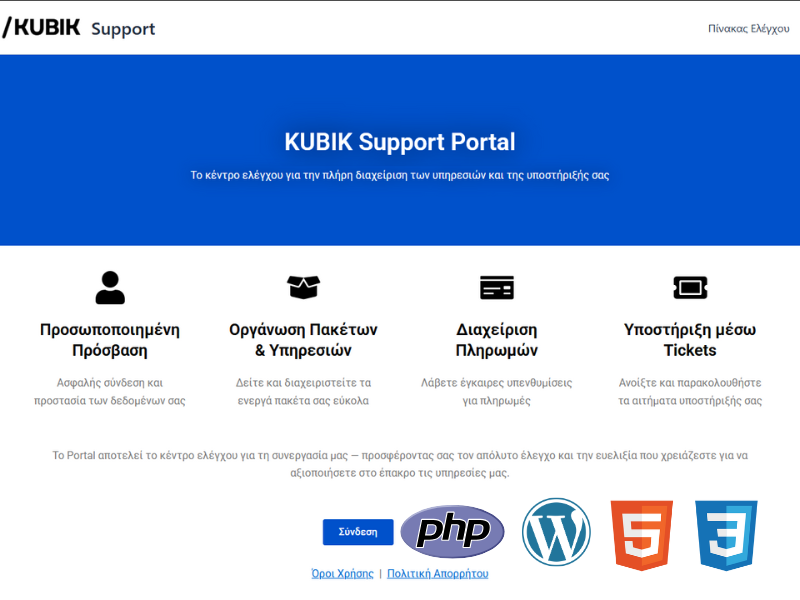 /KUBIK Support
Πίνακας Ελέγχου
KUBIK Support Portal
Το κέντρο ελέγχου για την πλήρη διαχείριση των υπηρεσιών και της υποστήριξής σας
Προσωποποιημένη
Πρόσβαση
Ασφαλής σύνδεση και
προστασία των δεδομένων σας
Οργάνωση Πακέτων
& Υπηρεσιών
Δείτε και διαχειριστείτε τα
ενεργά πακέτα σας εύκολα
Διαχείριση
Πληρωμών
Λάβετε έγκαιρες υπενθυμίσεις
για πληρωμές
Υποστήριξη μέσω
Tickets
Ανοίξτε και παρακολουθήστε
τα αιτήματα υποστήριξής σας
Το Portal αποτελεί το κέντρο ελέγχου για τη συνεργασία μας — προσφέροντας σας τον απόλυτο έλεγχο και την ευελιξία που χρειάζεστε για να
αξιοποιήσετε στο έπακρο τις υπηρεσίες μας.
Σύνδεση
php
W
5
3
Όροι Χρήσης | Πολιτική Απορρήτου